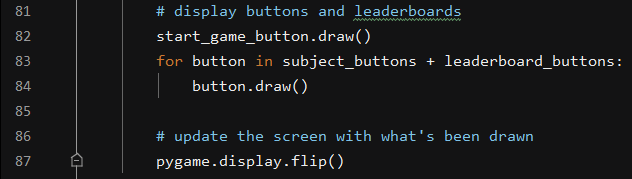 81 # display buttons and leaderboards
82 start_game_button.draw()
83 for button in subject_buttons + leaderboard_buttons:
84 button.draw()
85
86 # update the screen with what's been drawn
87 pygame.display.flip()